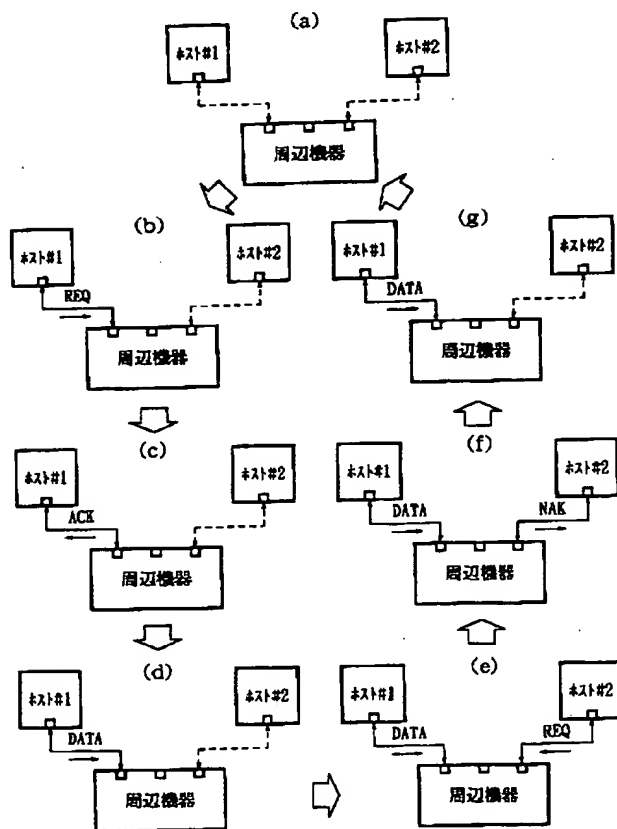 (a)
ホスト#1
ホスト#2
周辺機器
(b)
ホスト#1
ホスト#2
REQ
周辺機器
(c)
ホスト#1
ホスト#2
ACK
周辺機器
(d)
ホスト#1
ホスト#2
DATA
周辺機器
(e)
ホスト#1
ホスト#2
DATA
REQ
周辺機器
(f)
ホスト#1
ホスト#2
DATA
NAK
周辺機器
(g)
ホスト#1
ホスト#2
DATA
周辺機器